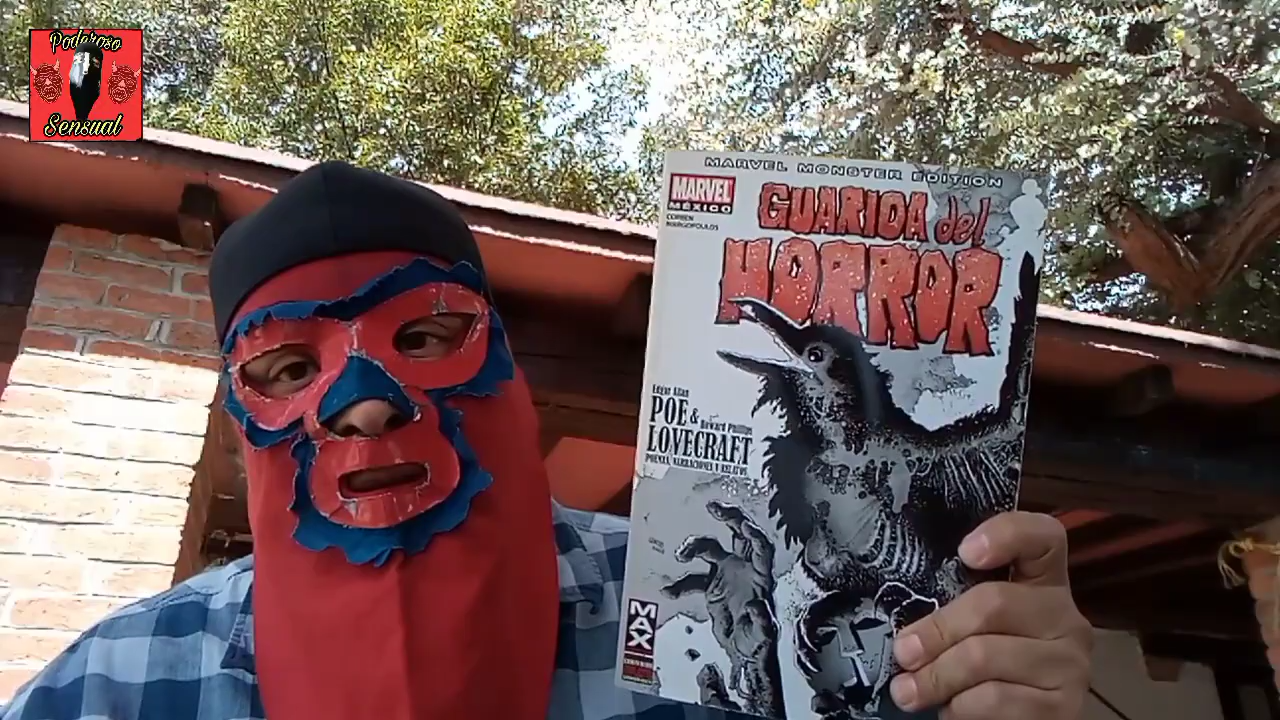 Poderoso
Sensual
MARVEL MONSTER EDITION
MARVEL
MÉXICO
CORBEN
MARGOPOULOS
GUARIDA del
HORROR
Edgar Allan
POE & Howard Phillips
LOVECRAFT
POEMAS, NARRACIONES Y RELATOS
MAX